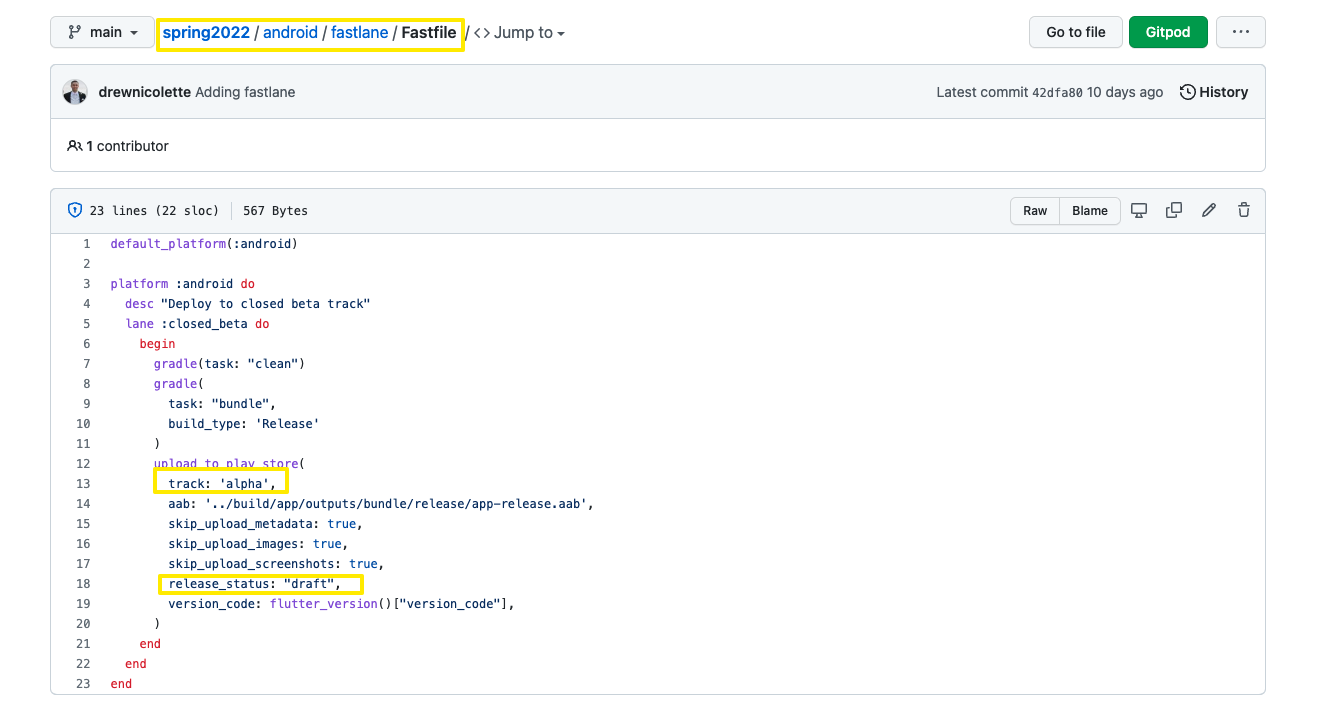 main spring2022 / android / fastlane / Fastfile / <> Jump to Go to file Gitpod ...
drewnicolette Adding fastlane Latest commit 42dfa80 10 days ago History
1 contributor
23 lines (22 sloc) 567 Bytes Raw Blame
1 default_platform(:android)
2
3 platform :android do
4   desc "Deploy to closed beta track"
5   lane :closed_beta do
6     begin
7       gradle(task: "clean")
8       gradle(
9         task: "bundle",
10         build_type: 'Release'
11       )
12       upload_to_play_store(
13         track: 'alpha',
14         aab: '../build/app/outputs/bundle/release/app-release.aab',
15         skip_upload_metadata: true,
16         skip_upload_images: true,
17         skip_upload_screenshots: true,
18         release_status: "draft",
19         version_code: flutter_version()["version_code"],
20       )
21     end
22   end
23 end